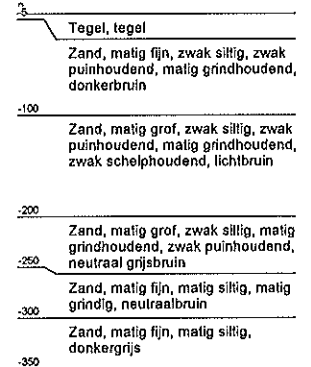 -5
Tegel, tegel
Zand, matig fijn, zwak siltig, zwak
puinhoudend, matig grindhoudend,
donkerbruin
-100
Zand, matig grof, zwak siltig, zwak
puinhoudend, matig grindhoudend,
zwak schelphoudend, lichtbruin
-200
Zand, matig grof, zwak siltig, matig
grindhoudend, zwak puinhoudend,
neutraal grijsbruin
-250
Zand, matig fijn, matig siltig, matig
grindig, neutraalbruin
-300
Zand, matig fijn, matig siltig,
donkergrijs
-350